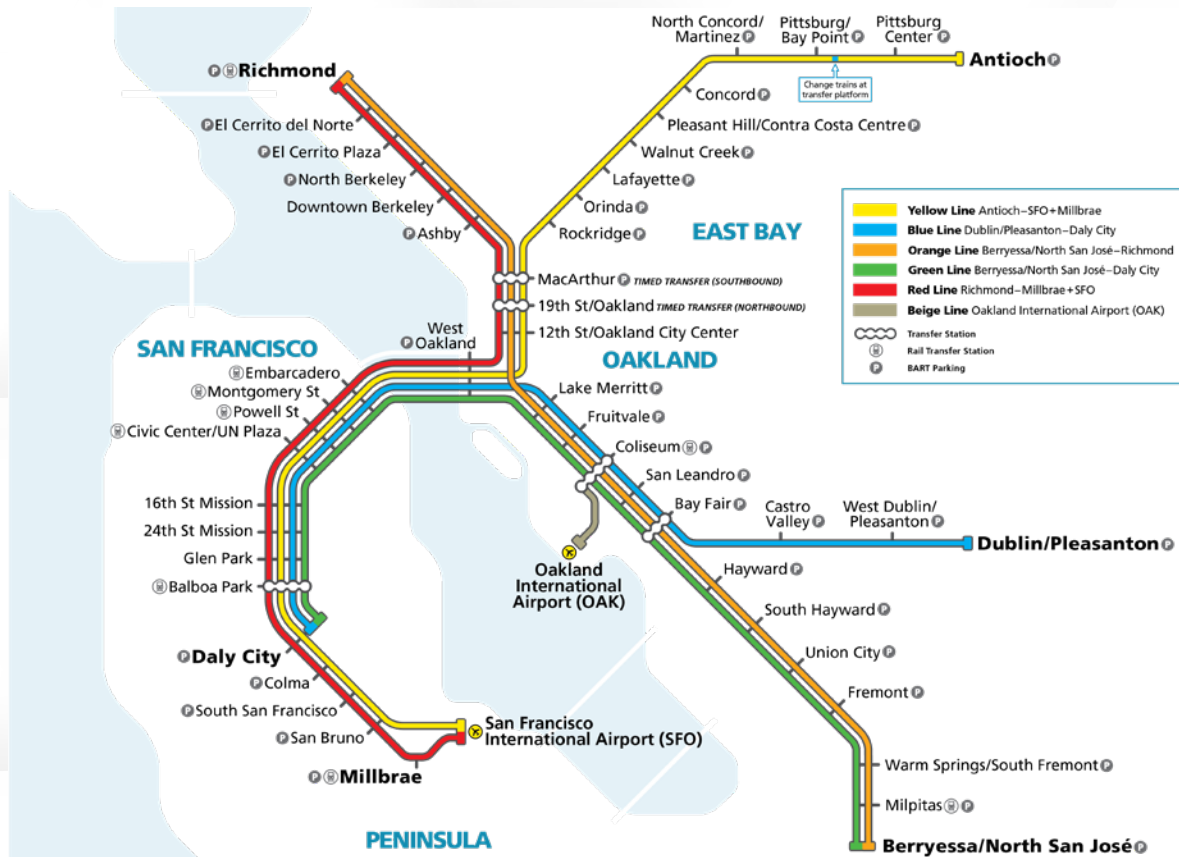 North Concord/
Martinez P
Pittsburg/
Bay Point P
Pittsburg
Center P
P Richmond
Antioch P
Change trains at
transfer platform
Concord P
P El Cerrito del Norte
Pleasant Hill/Contra Costa Centre P
P El Cerrito Plaza
Walnut Creek P
P North Berkeley
Lafayette P
Downtown Berkeley
Orinda P
P Ashby
Rockridge P
EAST BAY
Yellow Line Antioch–SFO+Millbrae
Blue Line Dublin/Pleasanton–Daly City
Orange Line Berryessa/North San José–Richmond
Green Line Berryessa/North San José–Daly City
Red Line Richmond–Millbrae+SFO
Beige Line Oakland International Airport (OAK)
Transfer Station
Rail Transfer Station
P BART Parking
MacArthur P TIMED TRANSFER (SOUTHBOUND)
19th St/Oakland TIMED TRANSFER (NORTHBOUND)
12th St/Oakland City Center
West
P Oakland
SAN FRANCISCO
OAKLAND
Embarcadero
Montgomery St
Powell St
Civic Center/UN Plaza
Lake Merritt P
Fruitvale P
Coliseum P
San Leandro P
Bay Fair P
Castro
Valley P
West Dublin/
Pleasanton P
Dublin/Pleasanton P
16th St Mission
24th St Mission
Glen Park
Balboa Park
Oakland
International
Airport (OAK)
Hayward P
South Hayward P
Union City P
Fremont P
P Daly City
P Colma
P South San Francisco
P San Bruno
San Francisco
International Airport (SFO)
P Millbrae
Warm Springs/South Fremont P
Milpitas P
Berryessa/North San José P
PENINSULA